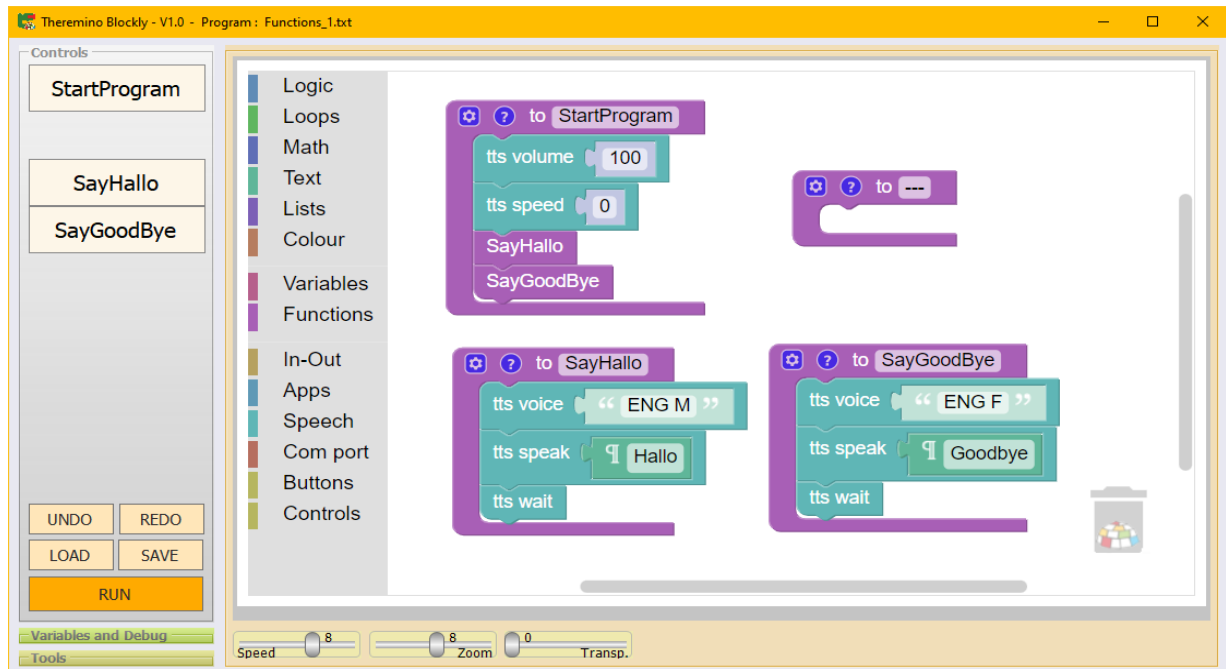 Theremino Blockly - V1.0 - Program : Functions_1.txt
Controls
StartProgram
SayHallo
SayGoodBye
UNDO
REDO
LOAD
SAVE
RUN
Variables and Debug
Tools
Logic
Loops
Math
Text
Lists
Colour
Variables
Functions
In-Out
Apps
Speech
Com port
Buttons
Controls
? to StartProgram
tts volume 100
tts speed 0
SayHallo
SayGoodBye
? to ---
? to SayHallo
tts voice “ ENG M ”
tts speak ¶ Hallo
tts wait
? to SayGoodBye
tts voice “ ENG F ”
tts speak ¶ Goodbye
tts wait
Speed 8
8 Zoom
0 Transp.